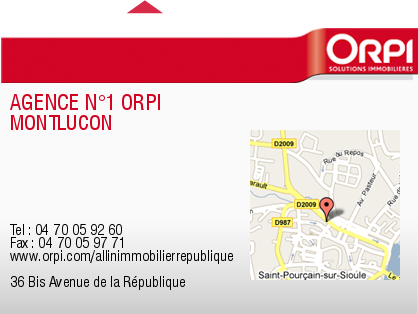 ORPI
SOLUTIONS IMMOBILIÈRES
AGENCE N°1 ORPI
MONTLUCON
D2009
Rue du Repos
Av. Pasteur
D2009
D987
Saint-Pourçain-sur-Sioule
Tel : 04 70 05 92 60
Fax : 04 70 05 97 71
www.orpi.com/allinimmobilierrepublique
36 Bis Avenue de la République